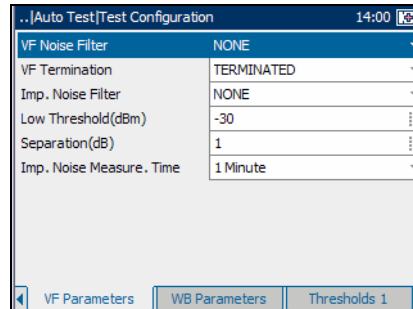 ..|Auto Test|Test Configuration 14:00
VF Noise Filter NONE
VF Termination TERMINATED
Imp. Noise Filter NONE
Low Threshold(dBm) -30
Separation(dB) 1
Imp. Noise Measure. Time 1 Minute
VF Parameters WB Parameters Thresholds 1